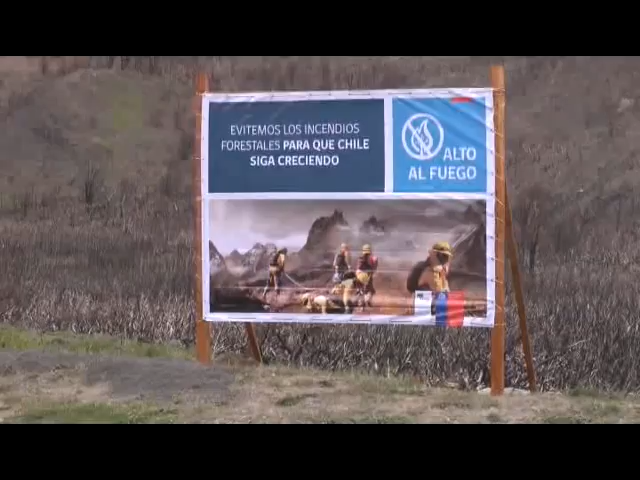 EVITEMOS LOS INCENDIOS
FORESTALES PARA QUE CHILE
SIGA CRECIENDO
ALTO
AL FUEGO